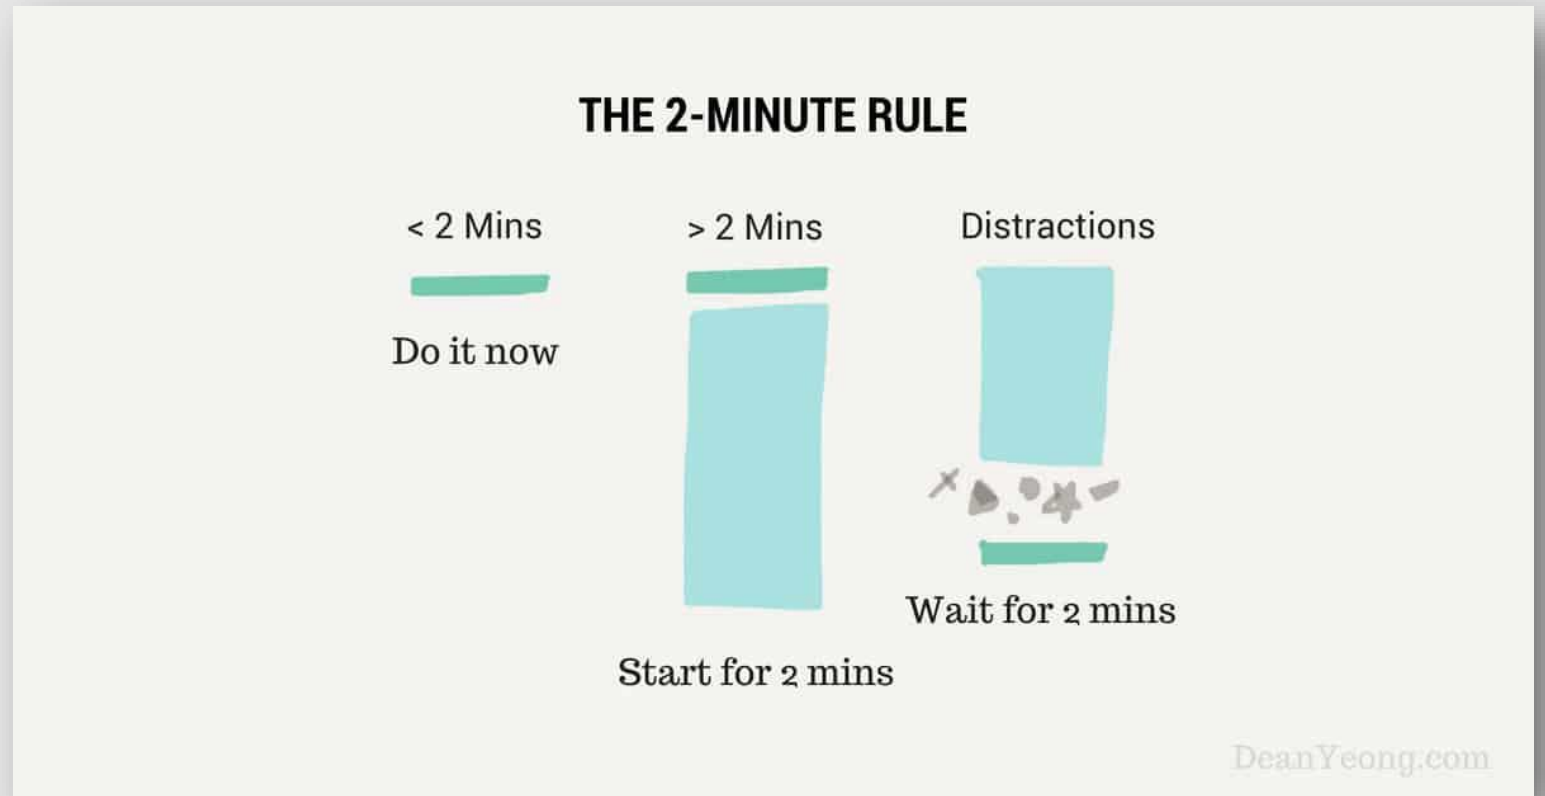 THE 2-MINUTE RULE
< 2 Mins
Do it now
> 2 Mins
Start for 2 mins
Distractions
Wait for 2 mins
DeanYeong.com